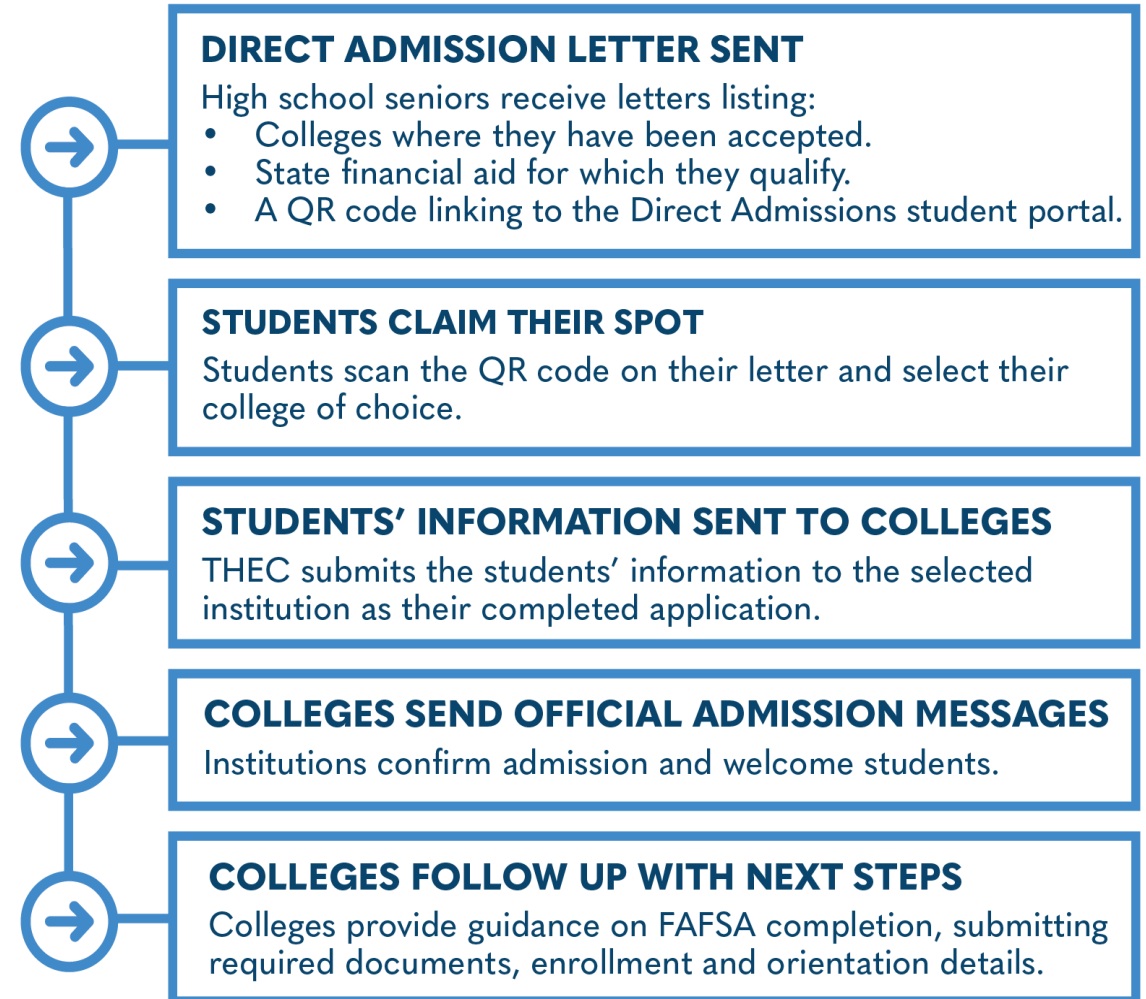 DIRECT ADMISSION LETTER SENT
High school seniors receive letters listing:
• Colleges where they have been accepted.
• State financial aid for which they qualify.
• A QR code linking to the Direct Admissions student portal.
STUDENTS CLAIM THEIR SPOT
Students scan the QR code on their letter and select their
college of choice.
STUDENTS’ INFORMATION SENT TO COLLEGES
THEC submits the students’ information to the selected
institution as their completed application.
COLLEGES SEND OFFICIAL ADMISSION MESSAGES
Institutions confirm admission and welcome students.
COLLEGES FOLLOW UP WITH NEXT STEPS
Colleges provide guidance on FAFSA completion, submitting
required documents, enrollment and orientation details.